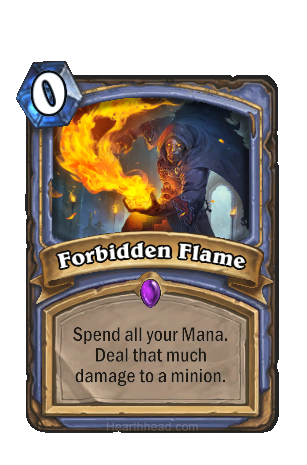 0
Forbidden Flame
Spend all your Mana.
Deal that much
damage to a minion.
Hearthhead.com